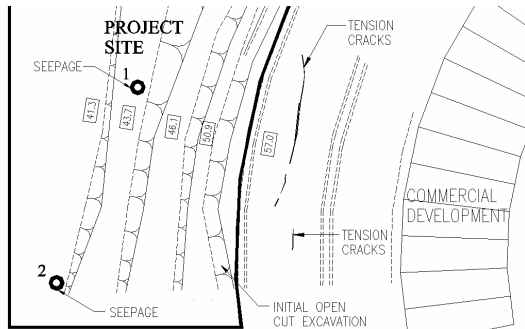 PROJECT
SITE
SEEPAGE
1
TENSION
CRACKS
41.3
43.7
46.1
50.9
57.0
COMMERCIAL
DEVELOPMENT
TENSION
CRACKS
2
SEEPAGE
INITIAL OPEN
CUT EXCAVATION